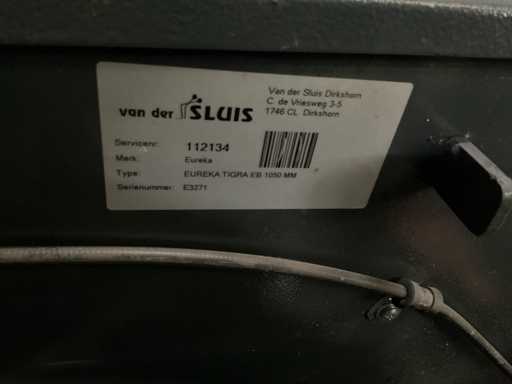 van der SLUIS
Van der Sluis Dirkshorn
C. de Vriesweg 3-5
1746 CL Dirkshorn
Servicenr: 112134
Merk: Eureka
Type: EUREKA TIGRA EB 1050 MM
Serienummer: E3271